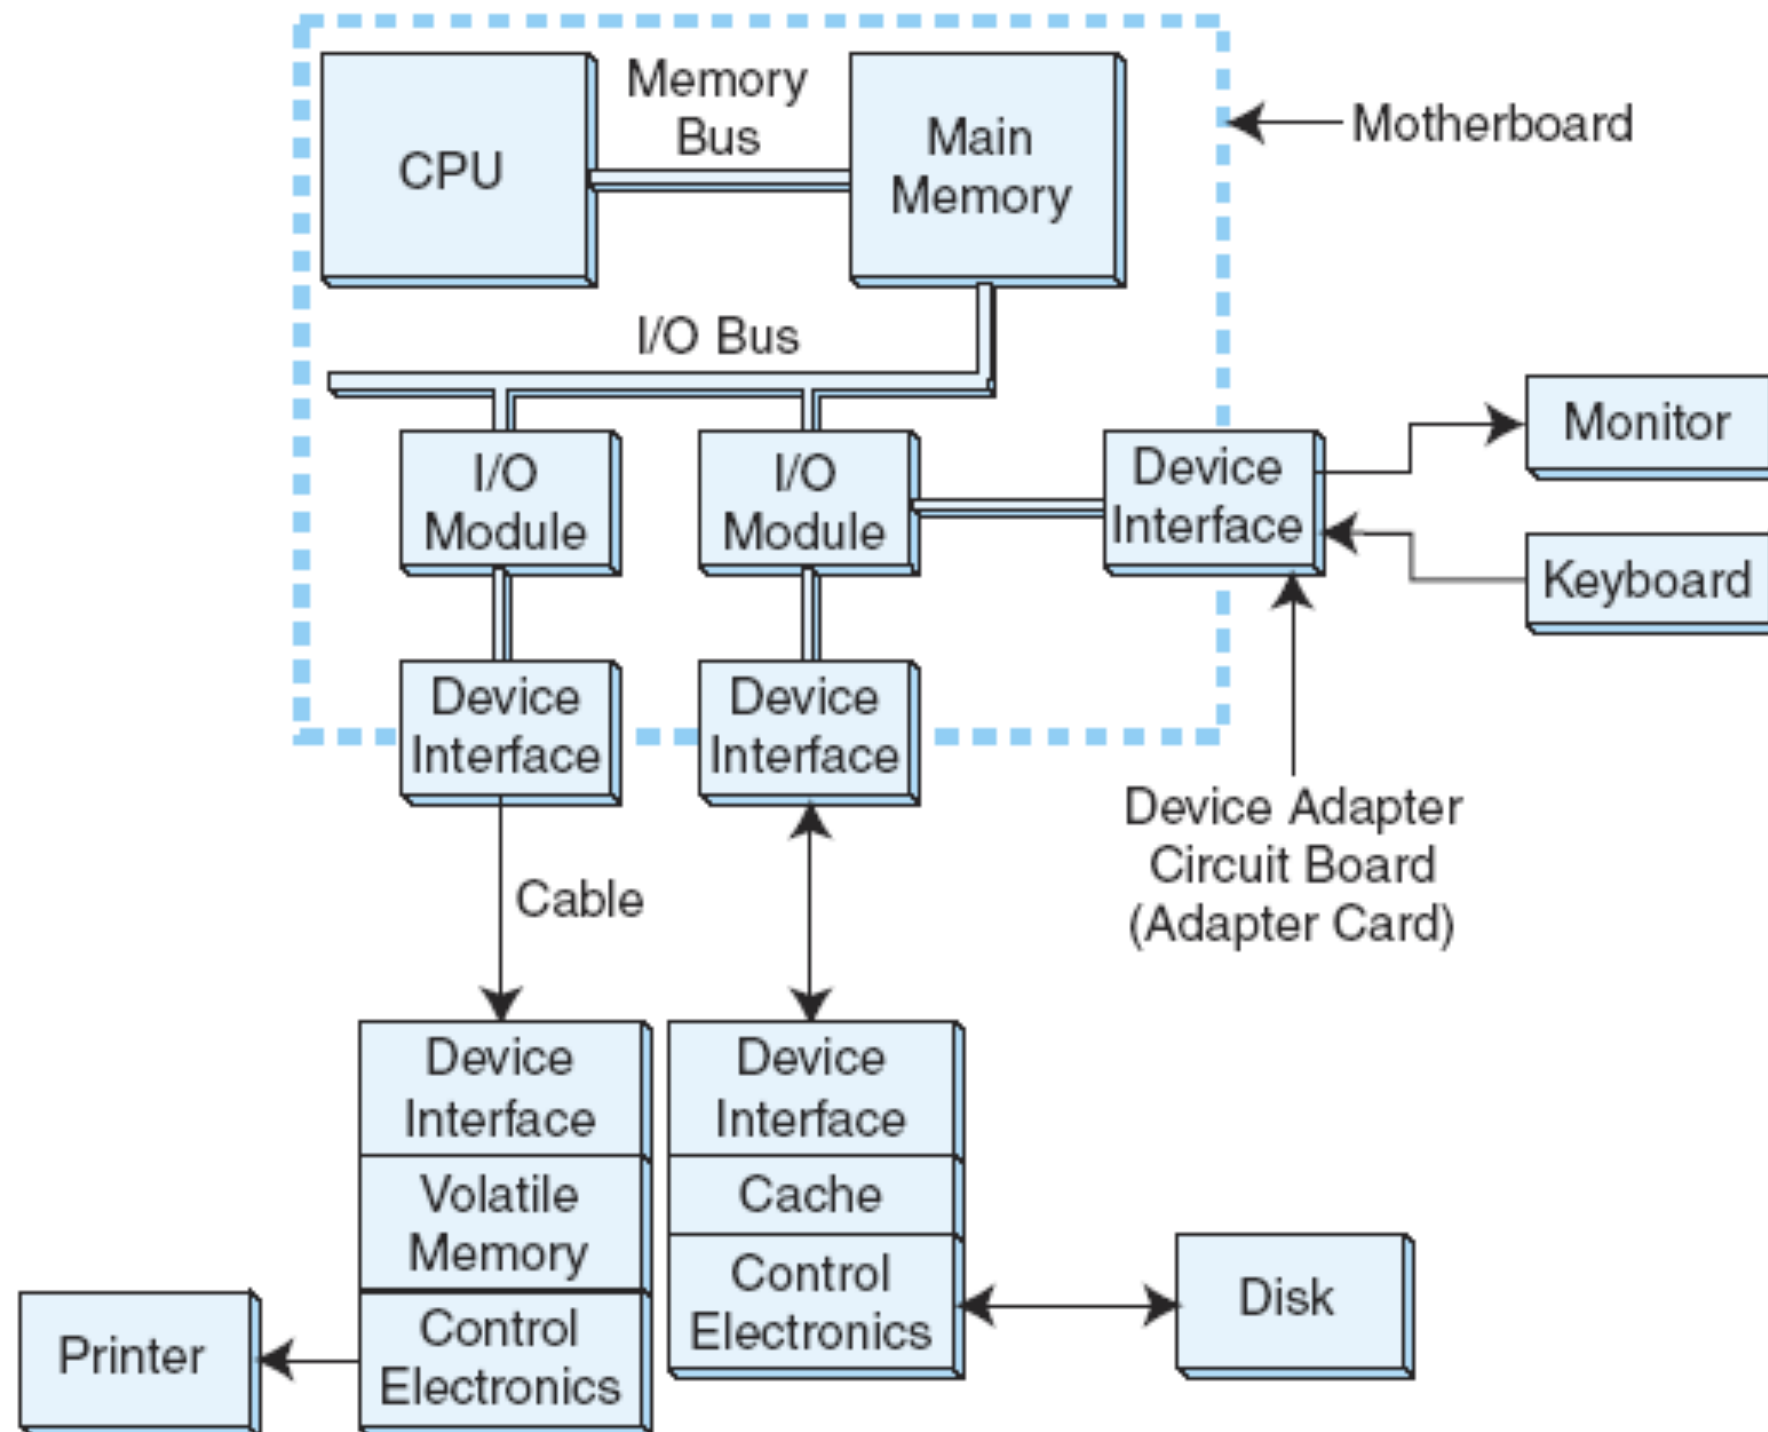 CPU
Memory
Bus
Main
Memory
Motherboard
I/O Bus
I/O
Module
I/O
Module
Device
Interface
Monitor
Keyboard
Device
Interface
Device
Interface
Device Adapter
Circuit Board
(Adapter Card)
Cable
Device
Interface
Volatile
Memory
Control
Electronics
Device
Interface
Cache
Control
Electronics
Disk
Printer